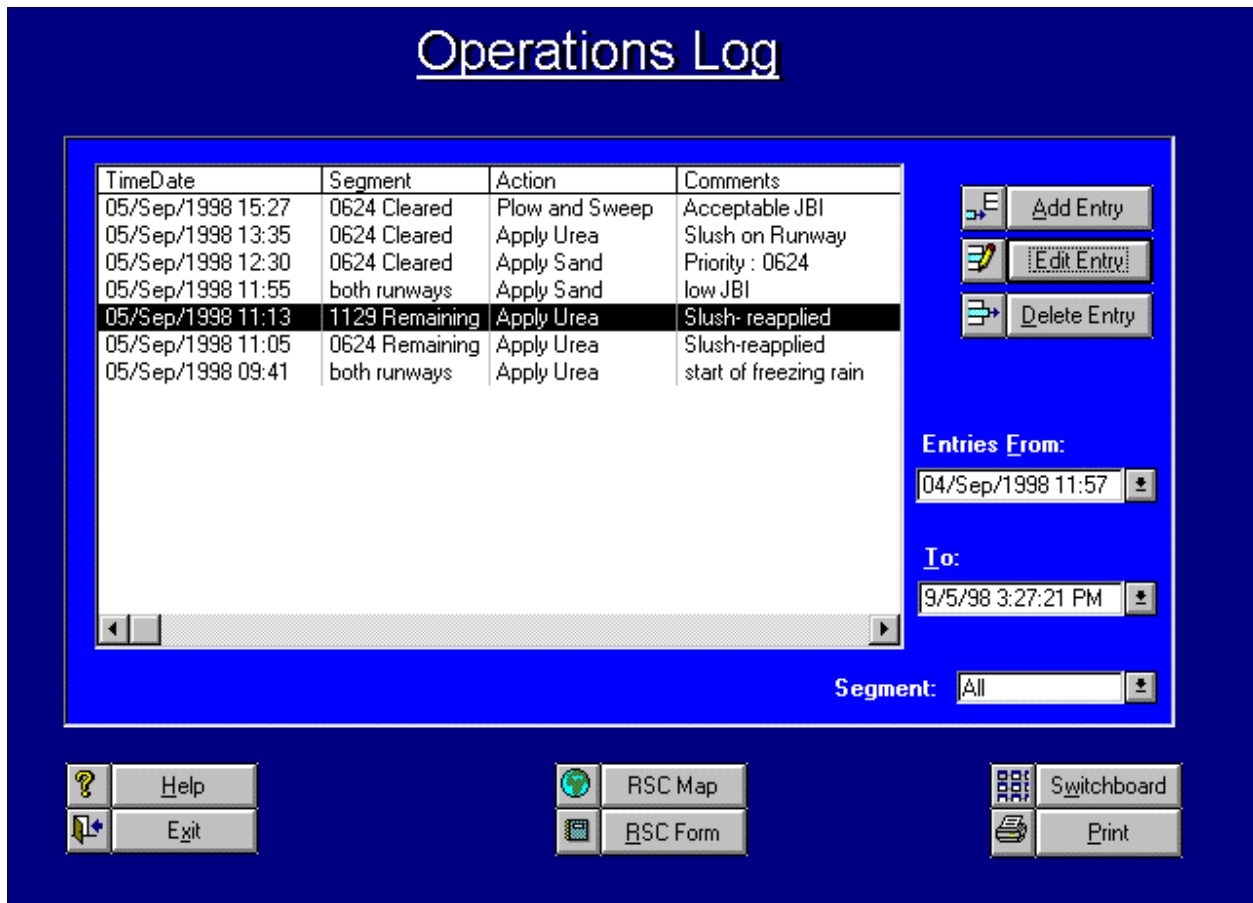 Operations Log
TimeDate Segment Action Comments
05/Sep/1998 15:27 0624 Cleared Plow and Sweep Acceptable JBI
05/Sep/1998 13:35 0624 Cleared Apply Urea Slush on Runway
05/Sep/1998 12:30 0624 Cleared Apply Sand Priority : 0624
05/Sep/1998 11:55 both runways Apply Sand low JBI
05/Sep/1998 11:13 1129 Remaining Apply Urea Slush- reapplied
05/Sep/1998 11:05 0624 Remaining Apply Urea Slush-reapplied
05/Sep/1998 09:41 both runways Apply Urea start of freezing rain
Add Entry
Edit Entry
Delete Entry
Entries From:
04/Sep/1998 11:57
To:
9/5/98 3:27:21 PM
Segment: All
Help
Exit
RSC Map
RSC Form
Switchboard
Print